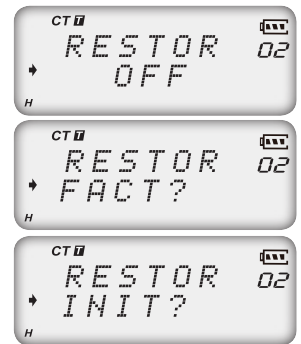 CT T
RESTOR 02
OFF
H
CT T
RESTOR 02
FACT?
H
CT T
RESTOR 02
INIT?
H